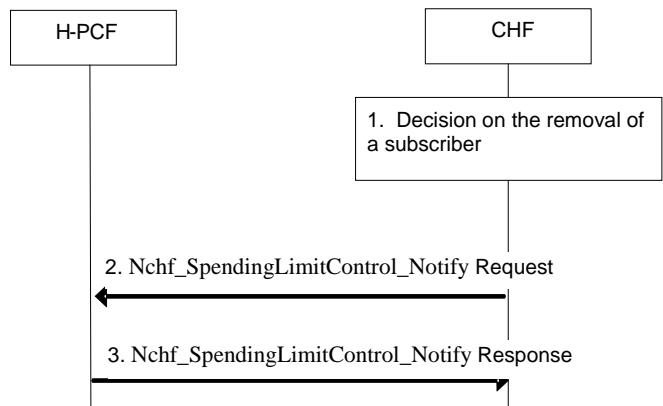 H-PCF
CHF
1. Decision on the removal of
a subscriber
2. Nchf_SpendingLimitControl_Notify Request
3. Nchf_SpendingLimitControl_Notify Response